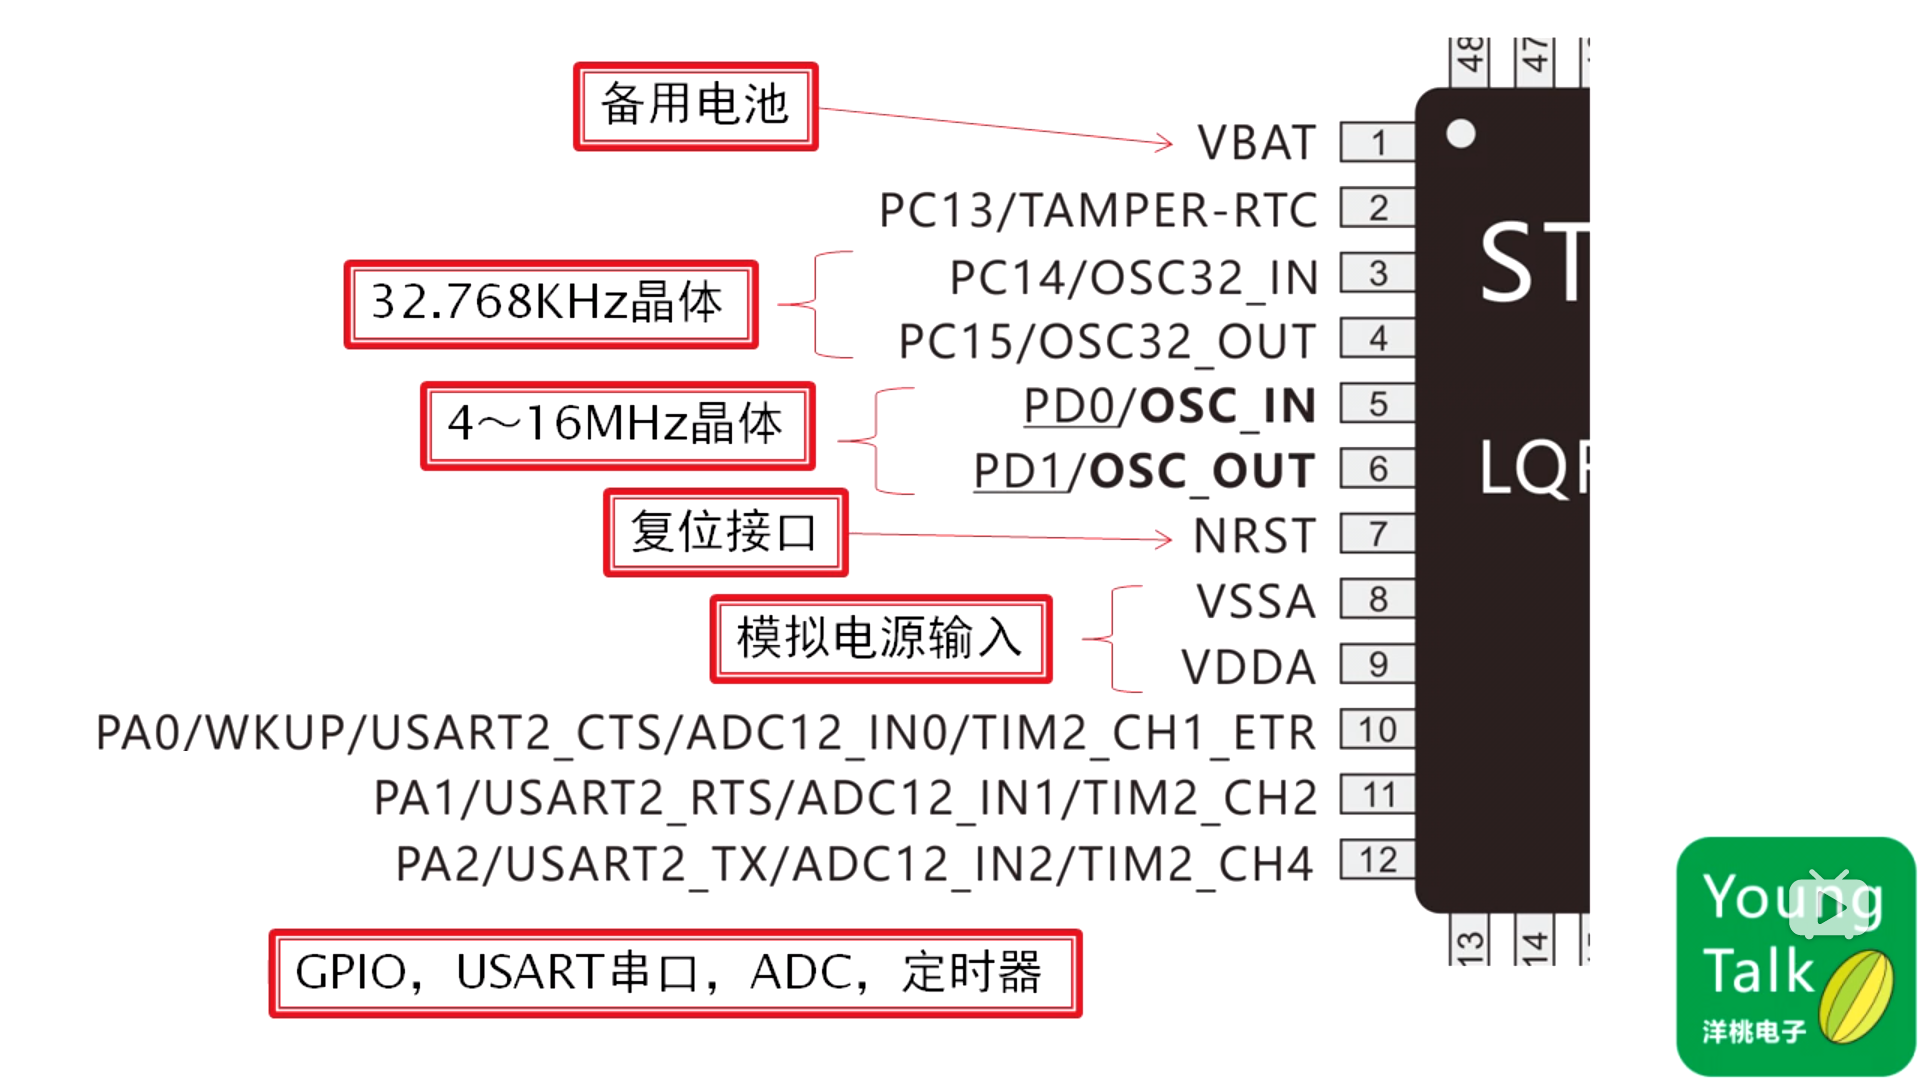 48
47
备用电池
VBAT 1
PC13/TAMPER-RTC 2
ST
32.768KHz晶体
PC14/OSC32_IN 3
PC15/OSC32_OUT 4
4～16MHz晶体
PD0/OSC_IN 5
PD1/OSC_OUT 6
LQF
复位接口
NRST 7
模拟电源输入
VSSA 8
VDDA 9
PA0/WKUP/USART2_CTS/ADC12_IN0/TIM2_CH1_ETR 10
PA1/USART2_RTS/ADC12_IN1/TIM2_CH2 11
PA2/USART2_TX/ADC12_IN2/TIM2_CH4 12
13
14
GPIO，USART串口，ADC，定时器
Young
Talk
洋桃电子